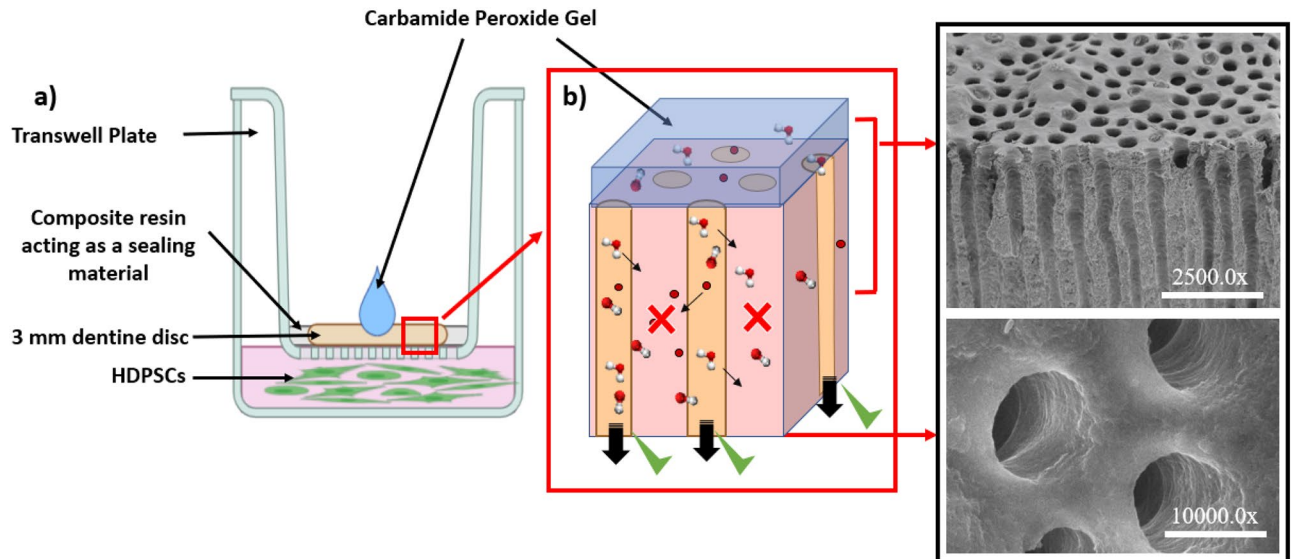 Carbamide Peroxide Gel
a)
Transwell Plate
Composite resin
acting as a sealing
material
3 mm dentine disc
HDPSCs
b)
2500.0x
10000.0x